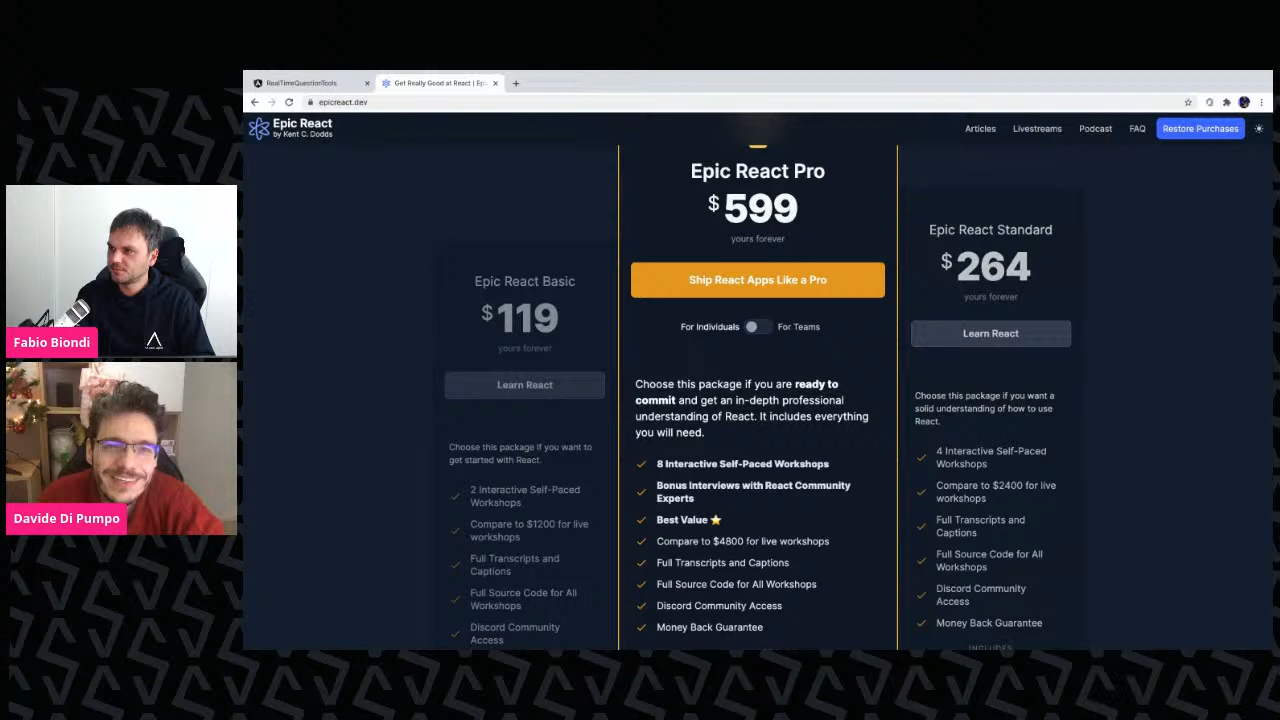 RealTimeQuestionTools
Get Really Good at React | Ep
epicreact.dev
Epic React
by Kent C. Dodds
Articles
Livestreams
Podcast
FAQ
Restore Purchases
Fabio Biondi
Davide Di Pumpo
Epic React Basic
$119
yours forever
Learn React
Choose this package if you want to
get started with React.
2 Interactive Self-Paced
Workshops
Compare to $1200 for live
workshops
Full Transcripts and
Captions
Full Source Code for All
Workshops
Discord Community
Access
Epic React Pro
$599
yours forever
Ship React Apps Like a Pro
For Individuals
For Teams
Choose this package if you are ready to
commit and get an in-depth professional
understanding of React. It includes everything
you will need.
8 Interactive Self-Paced Workshops
Bonus Interviews with React Community
Experts
Best Value
Compare to $4800 for live workshops
Full Transcripts and Captions
Full Source Code for All Workshops
Discord Community Access
Money Back Guarantee
Epic React Standard
$264
yours forever
Learn React
Choose this package if you want a
solid understanding of how to use
React.
4 Interactive Self-Paced
Workshops
Compare to $2400 for live
workshops
Full Transcripts and
Captions
Full Source Code for All
Workshops
Discord Community
Access
Money Back Guarantee
INCLUDES